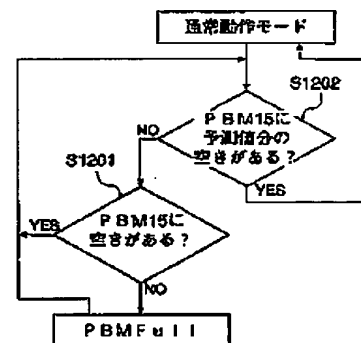 通常動作モード
S1202
PBM15に
予測値分の
空きがある?
NO
YES
S1201
PBM15に
空きがある?
YES
NO
PBMFull